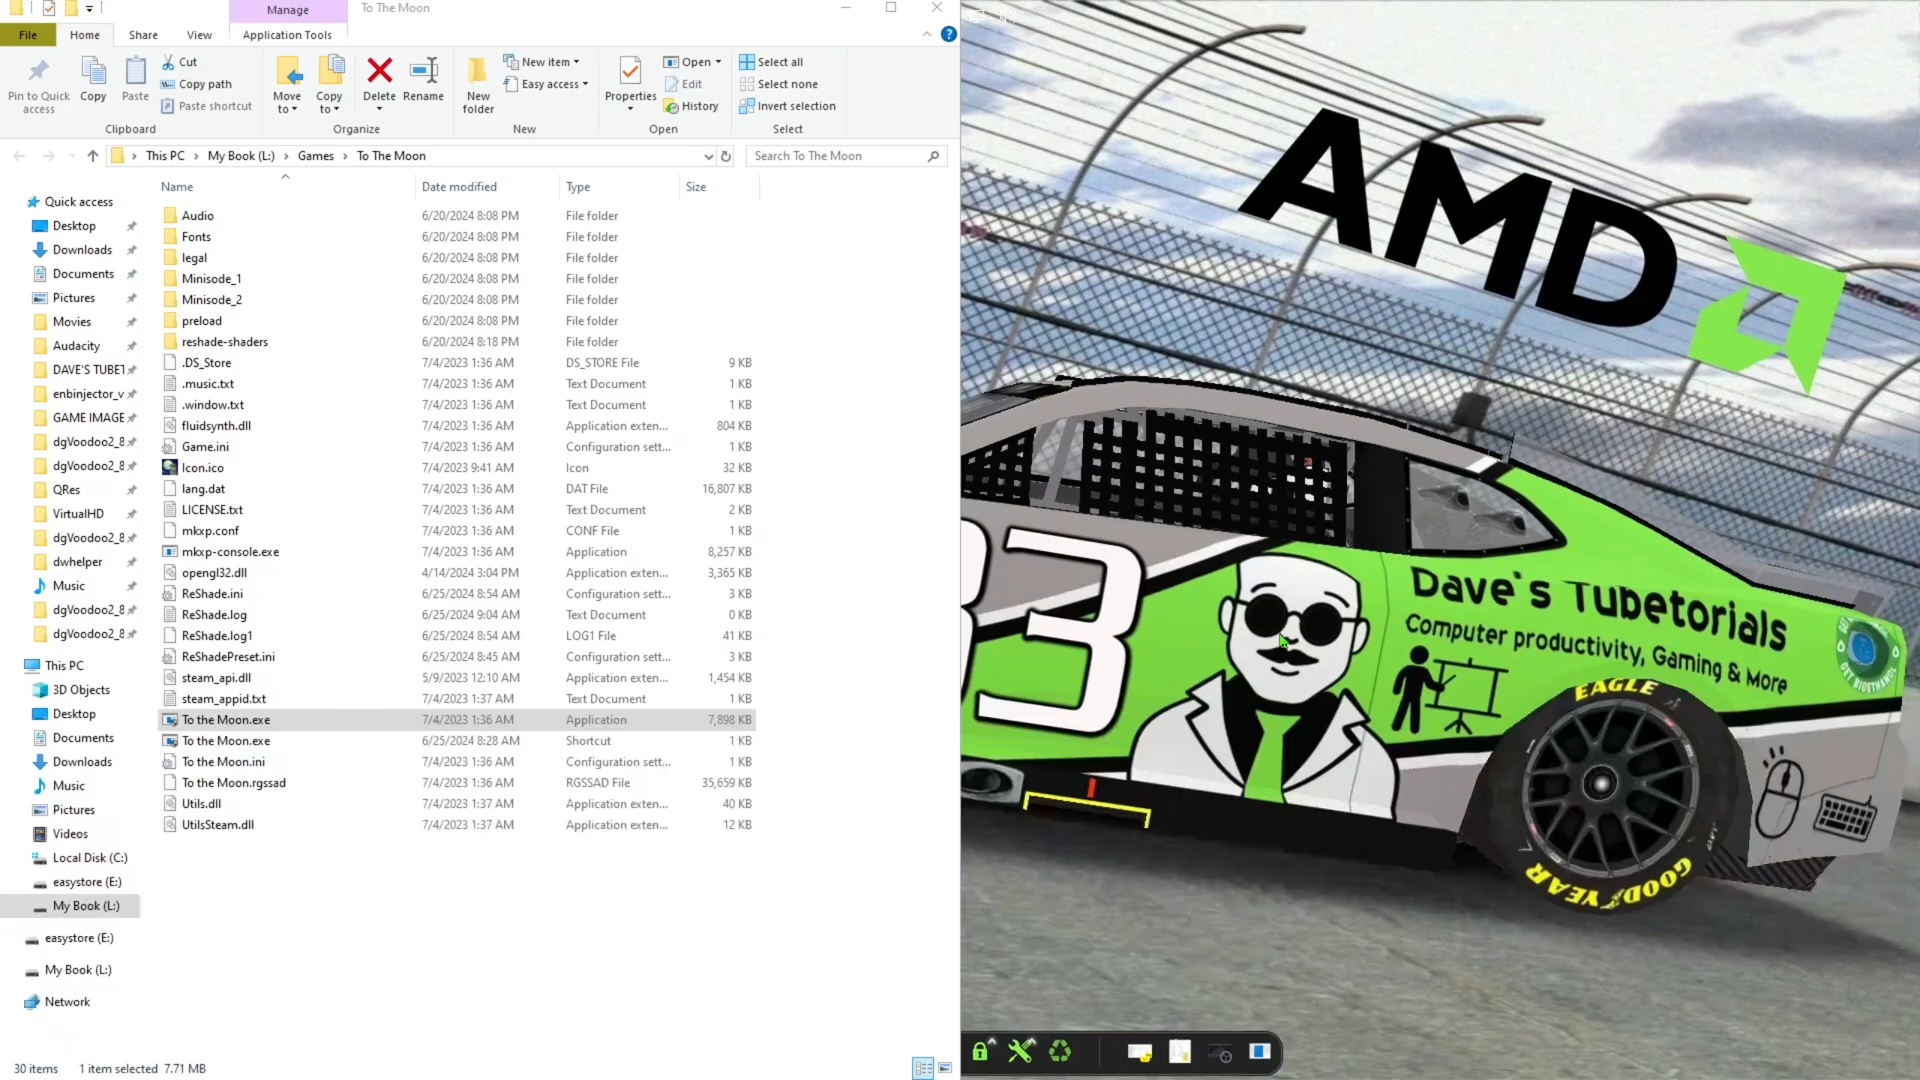 Manage
To The Moon
File
Home
Share
View
Application Tools
Pin to Quick access
Copy
Paste
Cut
Copy path
Paste shortcut
Clipboard
Move to
Copy to
Delete
Rename
Organize
New folder
New item
Easy access
New
Properties
Open
Edit
History
Open
Select all
Select none
Invert selection
Select
This PC > My Book (L:) > Games > To The Moon
Search To The Moon
Name Date modified Type Size
Audio 6/20/2024 8:08 PM File folder
Fonts 6/20/2024 8:08 PM File folder
legal 6/20/2024 8:08 PM File folder
Minisode_1 6/20/2024 8:08 PM File folder
Minisode_2 6/20/2024 8:08 PM File folder
preload 6/20/2024 8:08 PM File folder
reshade-shaders 6/20/2024 8:18 PM File folder
.DS_Store 7/4/2023 1:36 AM DS_STORE File 9 KB
.music.txt 7/4/2023 1:36 AM Text Document 1 KB
.window.txt 7/4/2023 1:36 AM Text Document 1 KB
fluidsynth.dll 7/4/2023 1:36 AM Application exten... 804 KB
Game.ini 7/4/2023 1:36 AM Configuration sett... 1 KB
Icon.ico 7/4/2023 9:41 AM Icon 32 KB
lang.dat 7/4/2023 1:36 AM DAT File 16,807 KB
LICENSE.txt 7/4/2023 1:36 AM Text Document 2 KB
mkxp.conf 7/4/2023 1:36 AM CONF File 1 KB
mkxp-console.exe 7/4/2023 1:36 AM Application 8,257 KB
opengl32.dll 4/14/2024 3:04 PM Application exten... 3,365 KB
ReShade.ini 6/25/2024 8:54 AM Configuration sett... 3 KB
ReShade.log 6/25/2024 9:04 AM Text Document 0 KB
ReShade.log1 6/25/2024 8:54 AM LOG1 File 41 KB
ReShadePreset.ini 6/25/2024 8:45 AM Configuration sett... 3 KB
steam_api.dll 5/9/2023 12:10 AM Application exten... 1,454 KB
steam_appid.txt 7/4/2023 1:37 AM Text Document 1 KB
To the Moon.exe 7/4/2023 1:36 AM Application 7,898 KB
To the Moon.exe 6/25/2024 8:28 AM Shortcut 1 KB
To the Moon.ini 7/4/2023 1:36 AM Configuration sett... 1 KB
To the Moon.rgssad 7/4/2023 1:36 AM RGSSAD File 35,659 KB
Utils.dll 7/4/2023 1:37 AM Application exten... 40 KB
UtilsSteam.dll 7/4/2023 1:37 AM Application exten... 12 KB
Quick access
Desktop
Downloads
Documents
Pictures
Movies
Audacity
DAVE'S TUBET
enbinjector_v
GAME IMAGE
dgVoodoo2_8
dgVoodoo2_8
QRes
VirtualHD
dgVoodoo2_8
dwhelper
Music
dgVoodoo2_8
dgVoodoo2_8
This PC
3D Objects
Desktop
Documents
Downloads
Music
Pictures
Videos
Local Disk (C:)
easystore (E:)
My Book (L:)
easystore (E:)
My Book (L:)
Network
30 items 1 item selected 7.71 MB
AMD
Dave's Tubetorials
Computer productivity, Gaming & More
33
GET BIOETHANOL
EAGLE
GOODYEAR